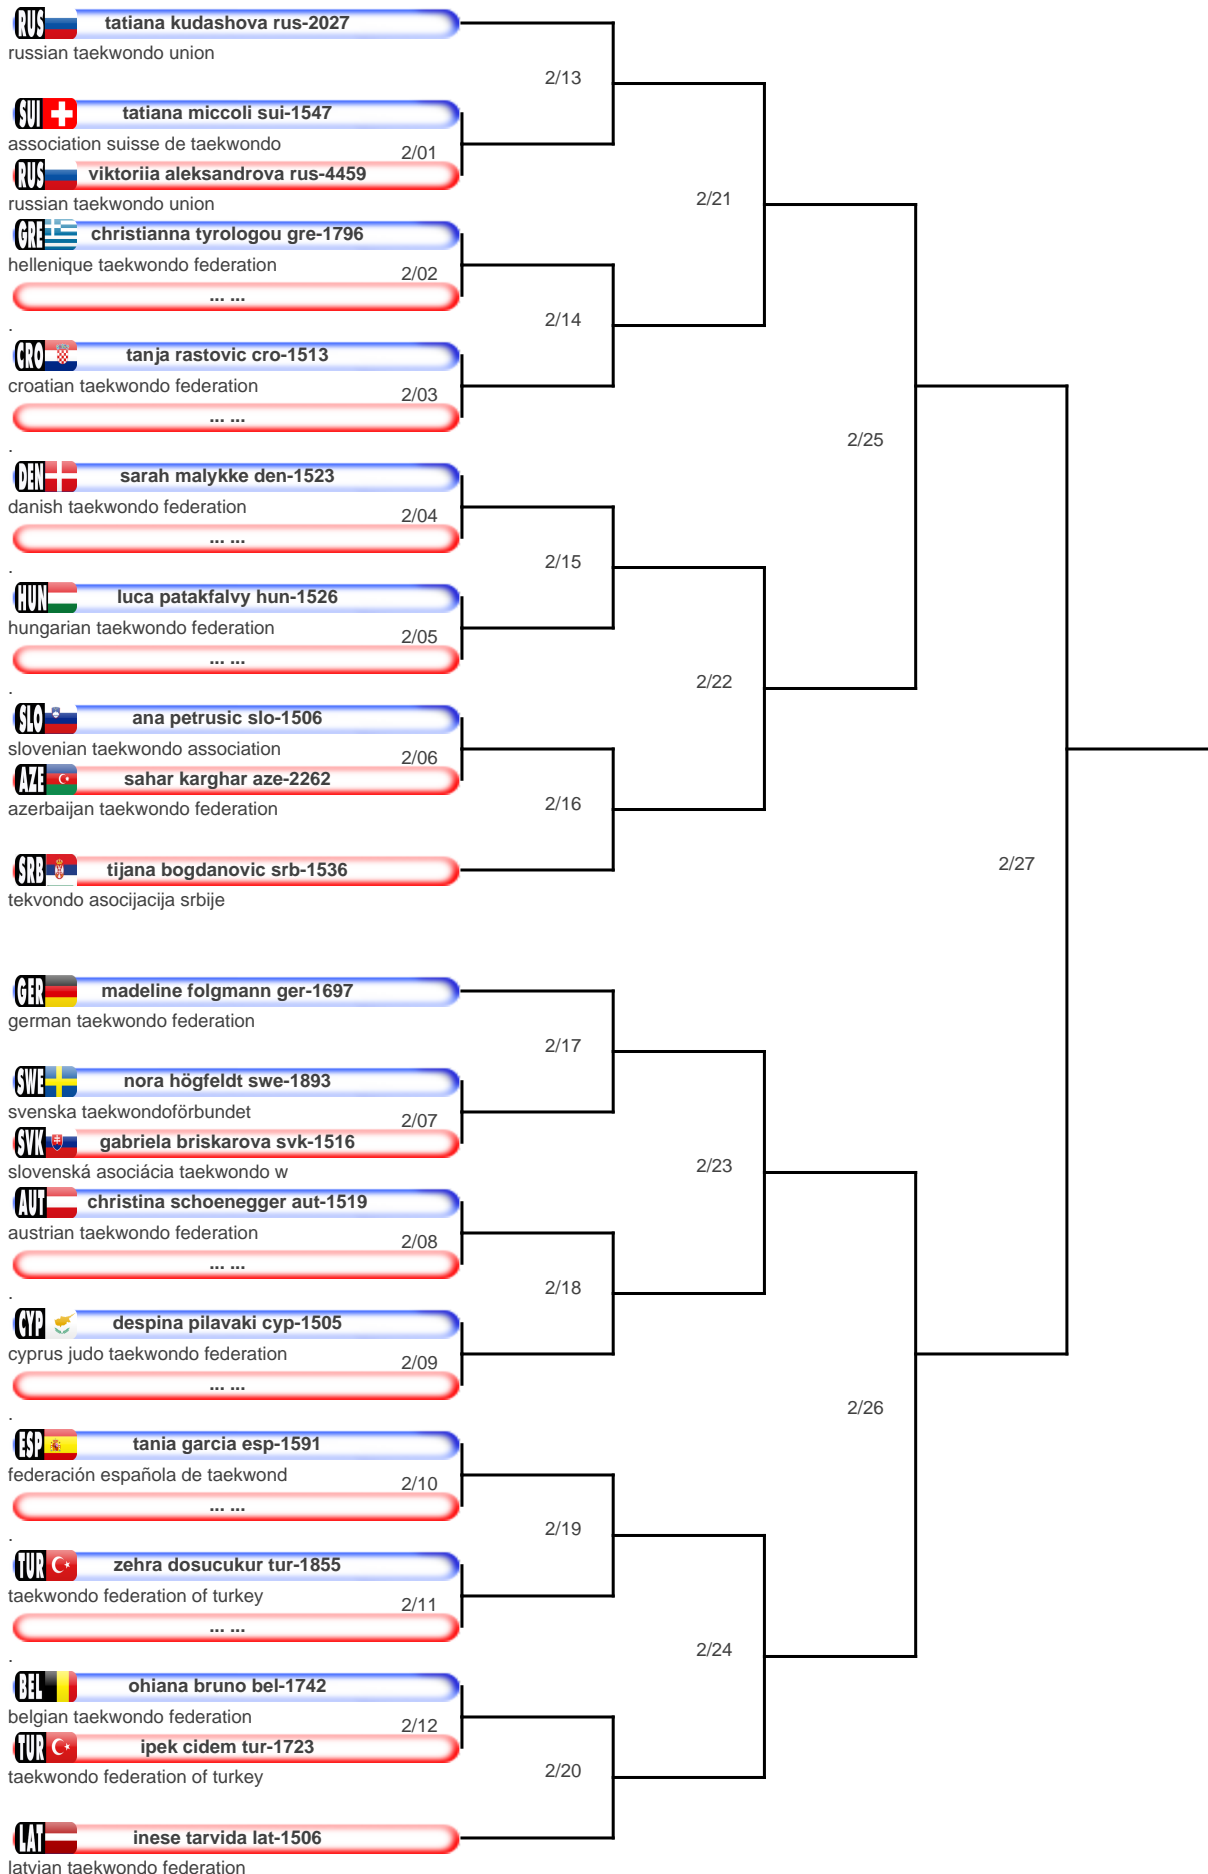 RUS tatiana kudashova rus-2027
russian taekwondo union
2/13
SUI tatiana miccoli sui-1547
association suisse de taekwondo
2/01
RUS viktoriia aleksandrova rus-4459
russian taekwondo union
2/21
GRE christianna tyrologou gre-1796
hellenique taekwondo federation
2/02
... ...
.
2/14
CRO tanja rastovic cro-1513
croatian taekwondo federation
2/03
... ...
.
2/25
DEN sarah malykke den-1523
danish taekwondo federation
2/04
... ...
.
2/15
HUN luca patakfalvy hun-1526
hungarian taekwondo federation
2/05
... ...
.
2/22
SLO ana petrusic slo-1506
slovenian taekwondo association
2/06
AZE sahar karghar aze-2262
azerbaijan taekwondo federation
2/16
SRB tijana bogdanovic srb-1536
tekvondo asocijacija srbije
2/27
GER madeline folgmann ger-1697
german taekwondo federation
2/17
SWE nora högfeldt swe-1893
svenska taekwondoförbundet
2/07
SVK gabriela briskarova svk-1516
slovenská asociácia taekwondo w
2/23
AUT christina schoenegger aut-1519
austrian taekwondo federation
2/08
... ...
.
2/18
CYP despina pilavaki cyp-1505
cyprus judo taekwondo federation
2/09
... ...
.
2/26
ESP tania garcia esp-1591
federación española de taekwond
2/10
... ...
.
2/19
TUR zehra dosucukur tur-1855
taekwondo federation of turkey
2/11
... ...
.
2/24
BEL ohiana bruno bel-1742
belgian taekwondo federation
2/12
TUR ipek cidem tur-1723
taekwondo federation of turkey
2/20
LAT inese tarvida lat-1506
latvian taekwondo federation